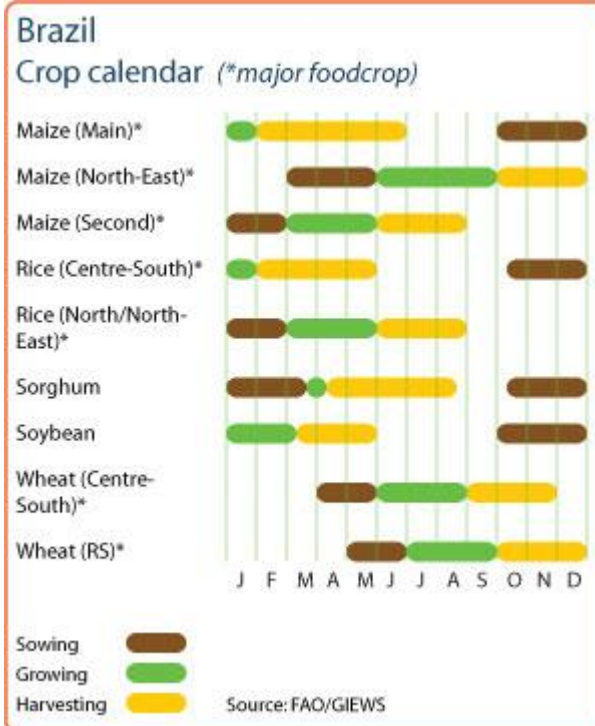 Brazil
Crop calendar (*major foodcrop)
Maize (Main)*
Maize (North-East)*
Maize (Second)*
Rice (Centre-South)*
Rice (North/North-
East)*
Sorghum
Soybean
Wheat (Centre-
South)*
Wheat (RS)*
J F M A M J J A S O N D
Sowing
Growing
Harvesting
Source: FAO/GIEWS